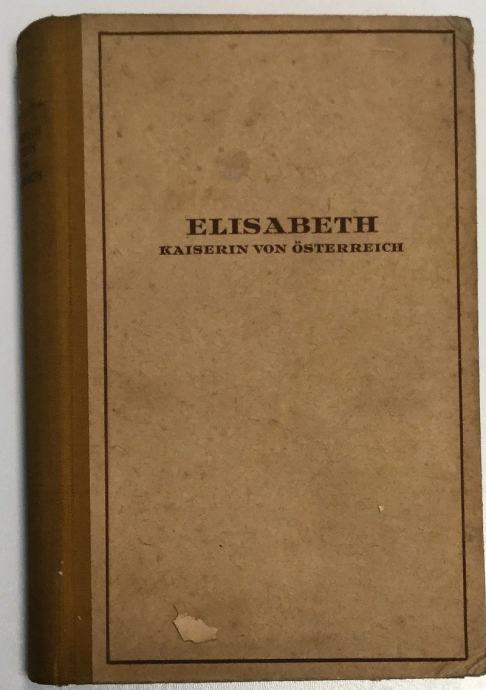 ELISABETH
KAISERIN VON ÖSTERREICH